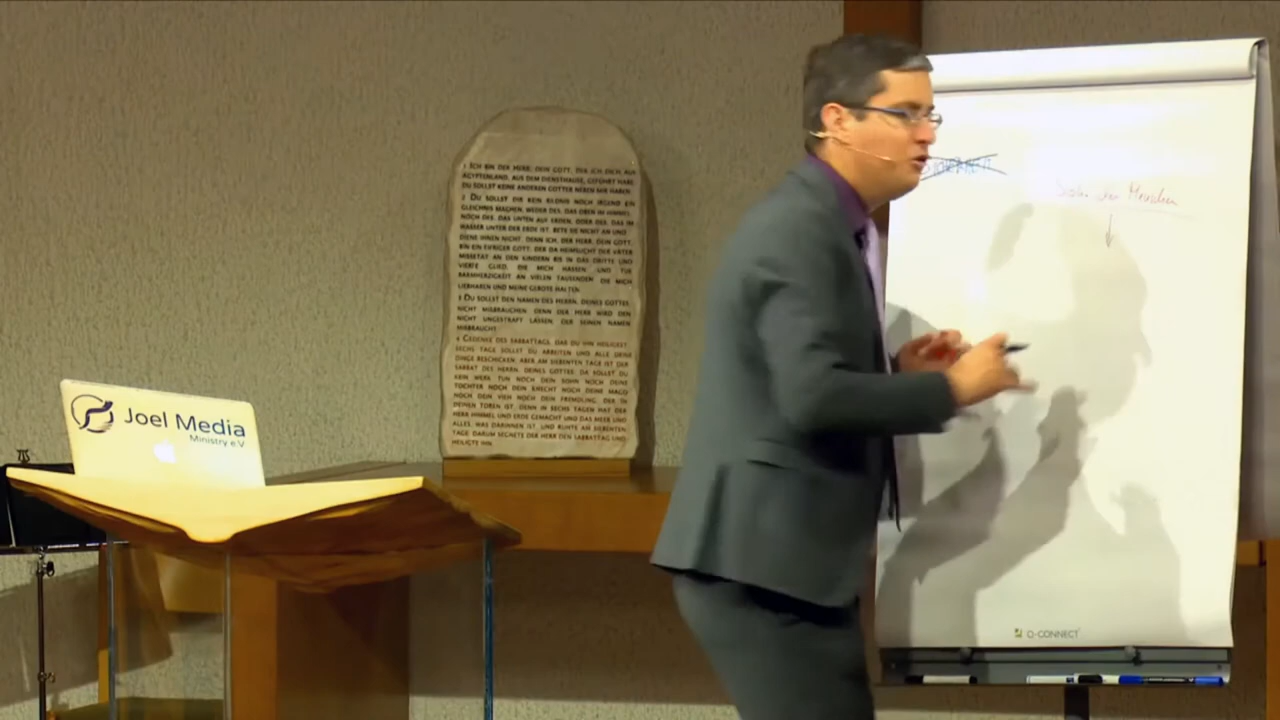 1 ICH BIN DER HERR, DEIN GOTT, DER ICH DICH AUS
ÄGYPTENLAND, AUS DEM DIENSTHAUSE, GEFÜHRT HABE.
DU SOLLST KEINE ANDEREN GÖTTER NEBEN MIR HABEN.
2 DU SOLLST DIR KEIN BILDNIS NOCH IRGEND EIN
GLEICHNIS MACHEN, WEDER DES, DAS OBEN IM HIMMEL,
NOCH DES, DAS UNTEN AUF ERDEN, ODER DES, DAS IM
WASSER UNTER DER ERDE IST. BETE SIE NICHT AN UND
DIENE IHNEN NICHT. DENN ICH, DER HERR, DEIN GOTT,
BIN EIN EIFRIGER GOTT, DER DA HEIMSUCHT DER VÄTER
MISSETAT AN DEN KINDERN BIS IN DAS DRITTE UND
VIERTE GLIED, DIE MICH HASSEN UND TUE
BARMHERZIGKEIT AN VIELEN TAUSENDEN, DIE MICH
LIEBHABEN UND MEINE GEBOTE HALTEN.
3 DU SOLLST DEN NAMEN DES HERRN, DEINES GOTTES,
NICHT MISBRAUCHEN, DENN DER HERR WIRD DEN
NICHT UNGESTRAFT LASSEN, DER SEINEN NAMEN
MISBRAUCHT.
4 GEDENKE DES SABBATTAGS, DAS DU IHN HEILIGEST.
SECHS TAGE SOLLST DU ARBEITEN UND ALLE DEINE
DINGE BESCHICKEN; ABER AM SIEBENTEN TAGE IST DER
SABBAT DES HERRN, DEINES GOTTES. DA SOLLST DU
KEIN WERK TUN NOCH DEIN SOHN NOCH DEINE
TOCHTER NOCH DEIN KNECHT NOCH DEINE MAGD
NOCH DEIN VIEH NOCH DEIN FREMDLING, DER IN
DEINEN TOREN IST. DENN IN SECHS TAGEN HAT DER
HERR HIMMEL UND ERDE GEMACHT UND DAS MEER UND
ALLES, WAS DARINNEN IST, UND RUHTE AM SIEBENTEN
TAGE. DARUM SEGNETE DER HERR DEN SABBATTAG UND
HEILIGTE IHN.
Joel Media
Ministry e.V.
Menschen
Q-CONNECT